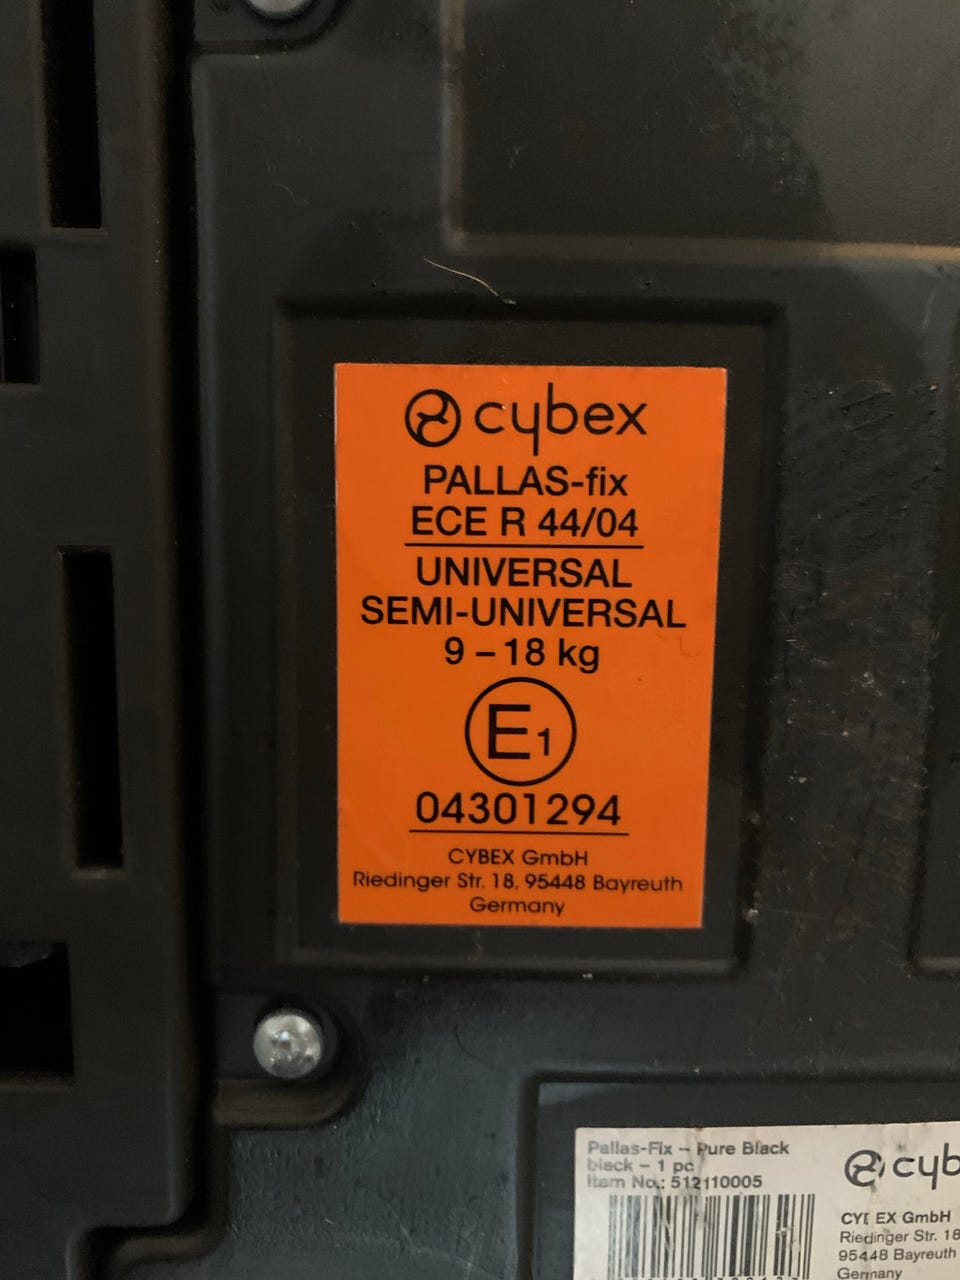 cybex
PALLAS-fix
ECE R 44/04
UNIVERSAL
SEMI-UNIVERSAL
9 – 18 kg
E1
04301294
CYBEX GmbH
Riedinger Str. 18, 95448 Bayreuth
Germany
Pallas-Fix – Pure Black
black – 1 pc
Item No.: 512110005
cyb
CYBEX GmbH
Riedinger Str. 18
95448 Bayreuth
Germany